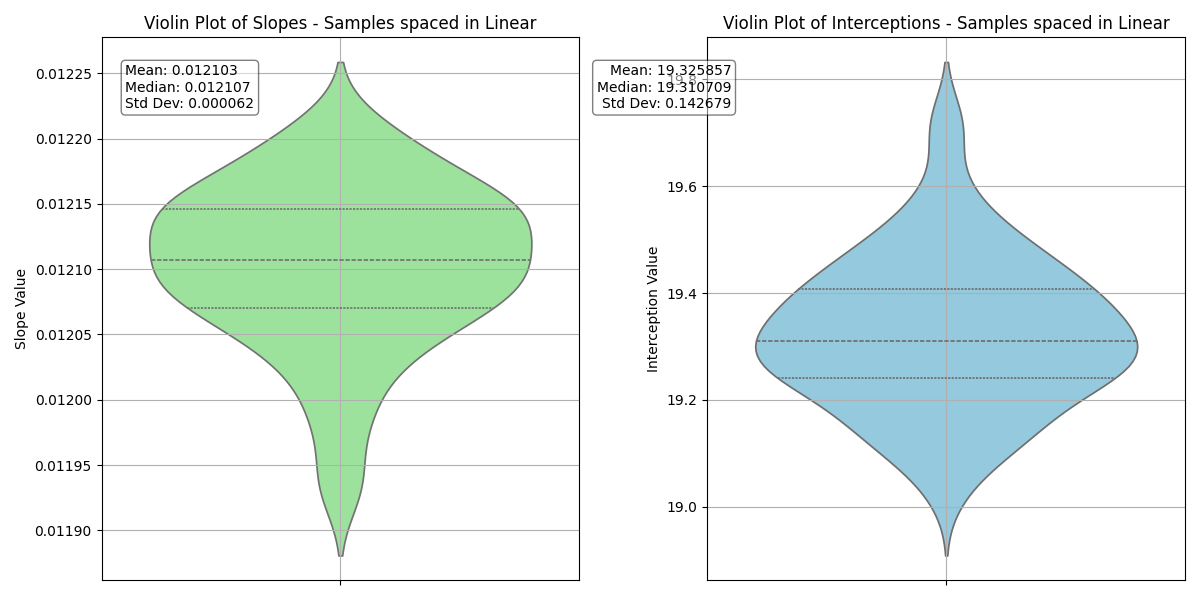 Violin Plot of Slopes - Samples spaced in Linear
Mean: 0.012103
Median: 0.012107
Std Dev: 0.000062
0.01225
0.01220
0.01215
0.01210
0.01205
0.01200
0.01195
0.01190
Slope Value
Violin Plot of Interceptions - Samples spaced in Linear
Mean: 19.325857
Median: 19.310709
Std Dev: 0.142679
19.8
19.6
19.4
19.2
19.0
Interception Value